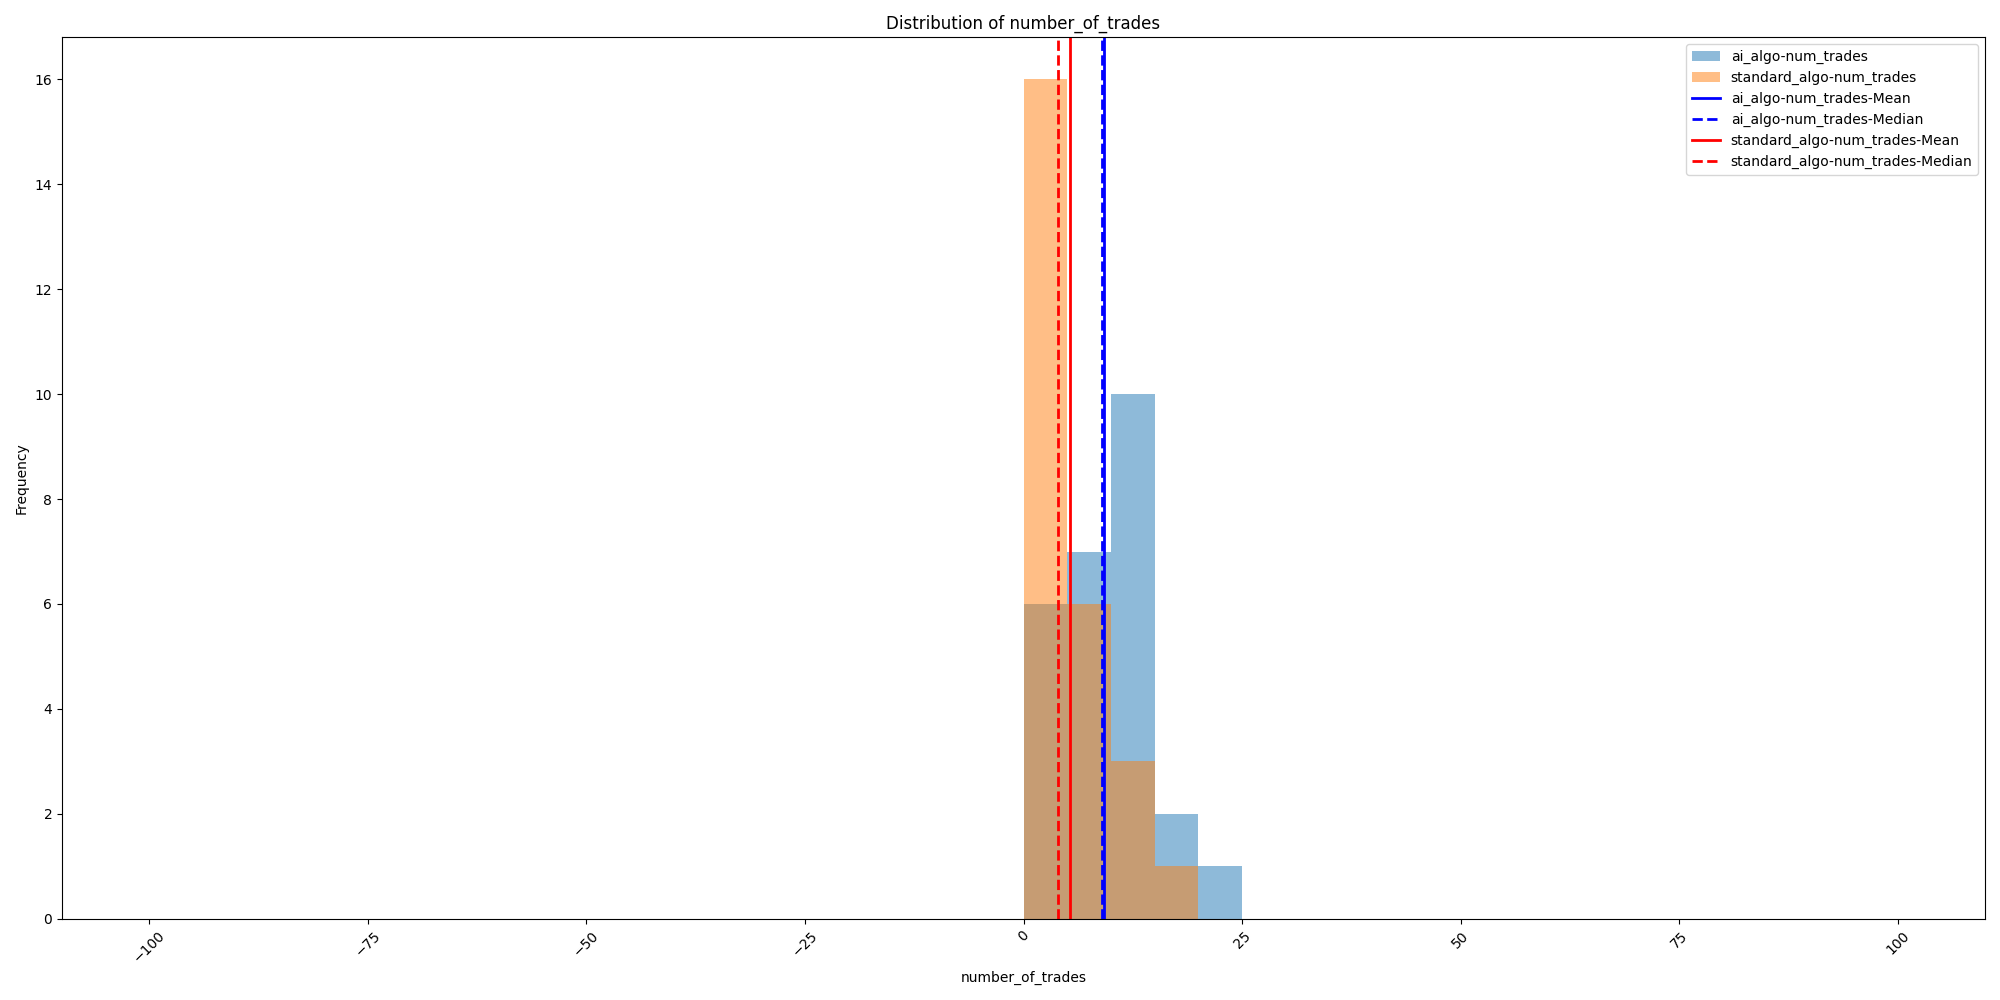 Distribution of number_of_trades
ai_algo-num_trades
standard_algo-num_trades
ai_algo-num_trades-Mean
ai_algo-num_trades-Median
standard_algo-num_trades-Mean
standard_algo-num_trades-Median
Frequency
16
14
12
10
8
6
4
2
0
−100
−75
−50
−25
0
25
50
75
100
number_of_trades